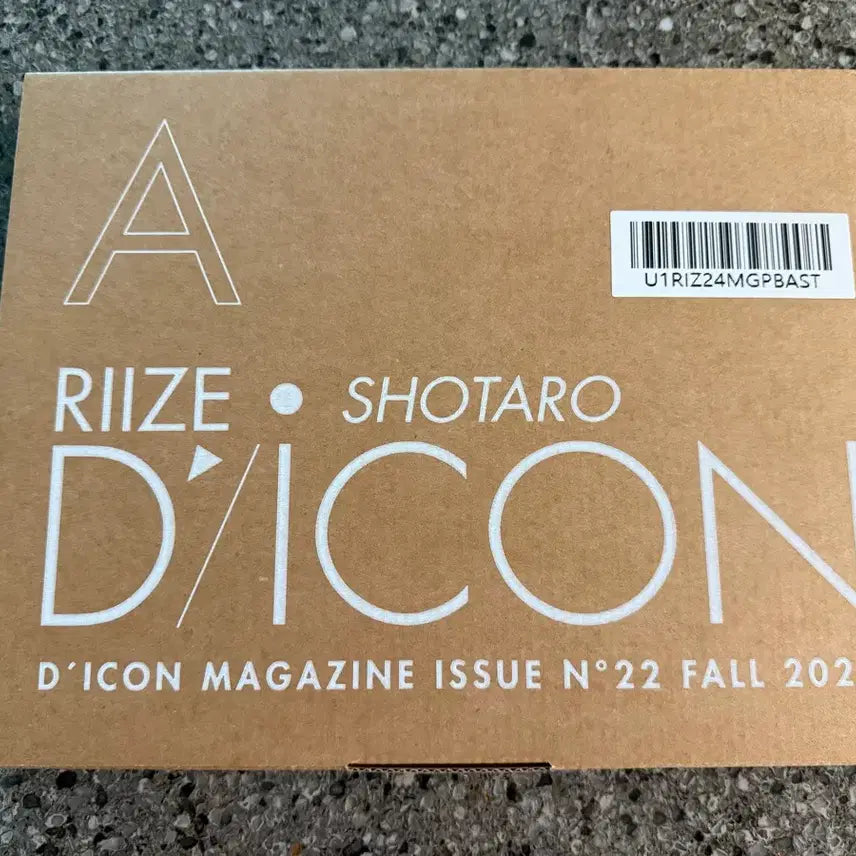 A
U1RIZ24MGPBAST
RIIZE • SHOTARO
D'/ICON
D'ICON MAGAZINE ISSUE N°22 FALL 202